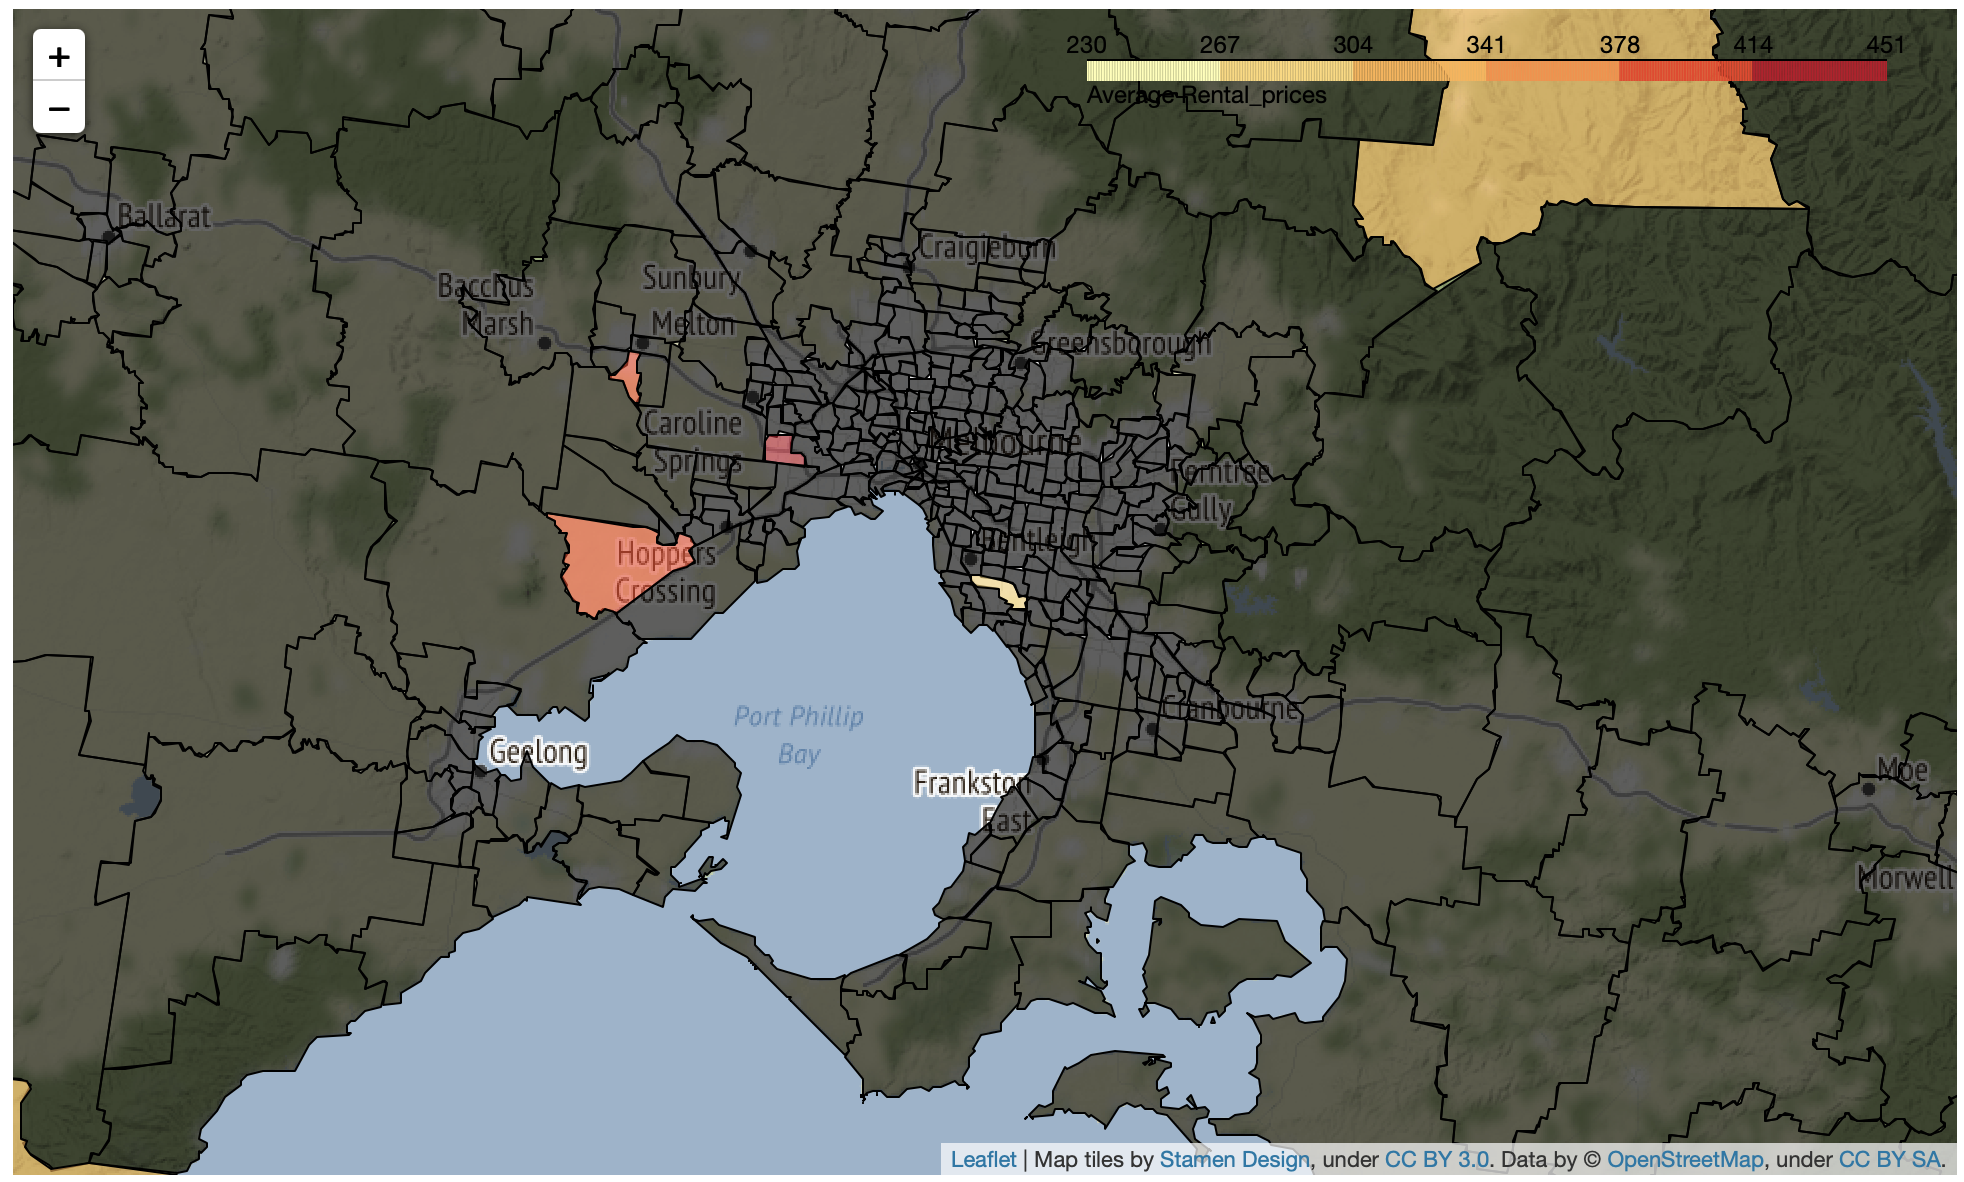 +
−
230 267 304 341 378 414 451
Average Rental_prices
Ballarat
Craigieburn
Sunbury
Bacchus
Marsh
Melton
Greensborough
Caroline
Springs
Melbourne
Ferntree
Gully
Bentleigh
Hoppers
Crossing
Cranbourne
Port Phillip
Bay
Geelong
Frankston
East
Moe
Morwell
Leaflet | Map tiles by Stamen Design, under CC BY 3.0. Data by © OpenStreetMap, under CC BY SA.